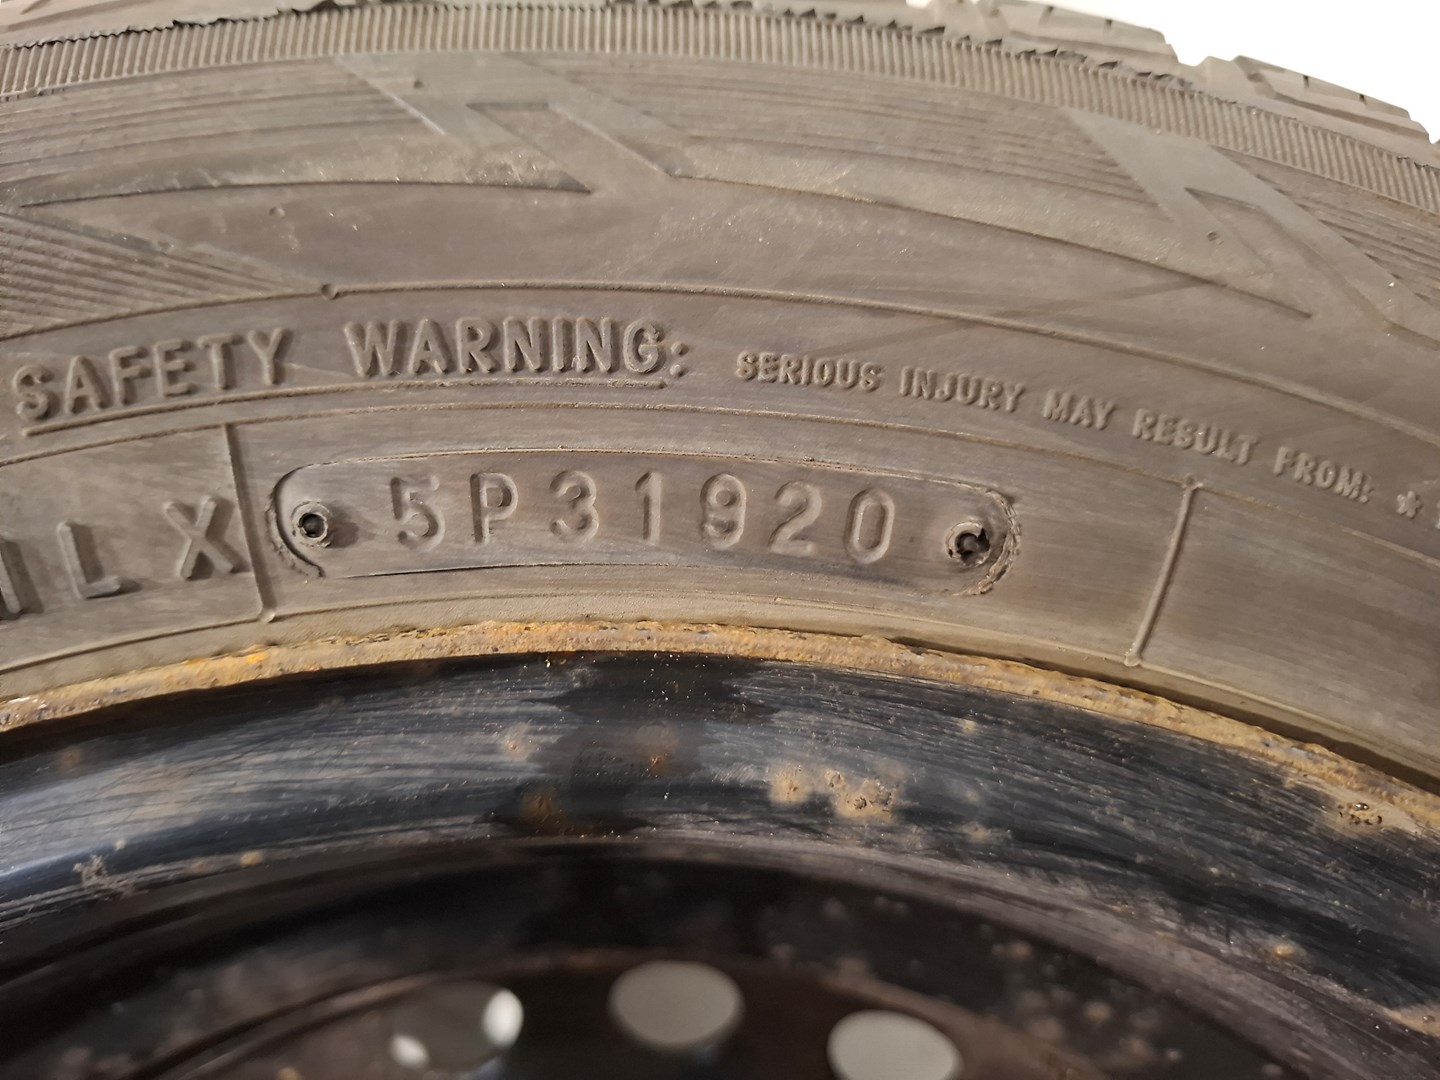 SAFETY WARNING: SERIOUS INJURY MAY RESULT FROM: *
LX 5P31920